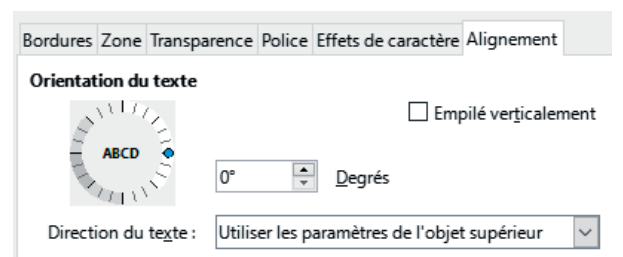 Bordures Zone Transparence Police Effets de caractère Alignement
Orientation du texte
Empilé verticalement
ABCD
0° Degrés
Direction du texte : Utiliser les paramètres de l'objet supérieur